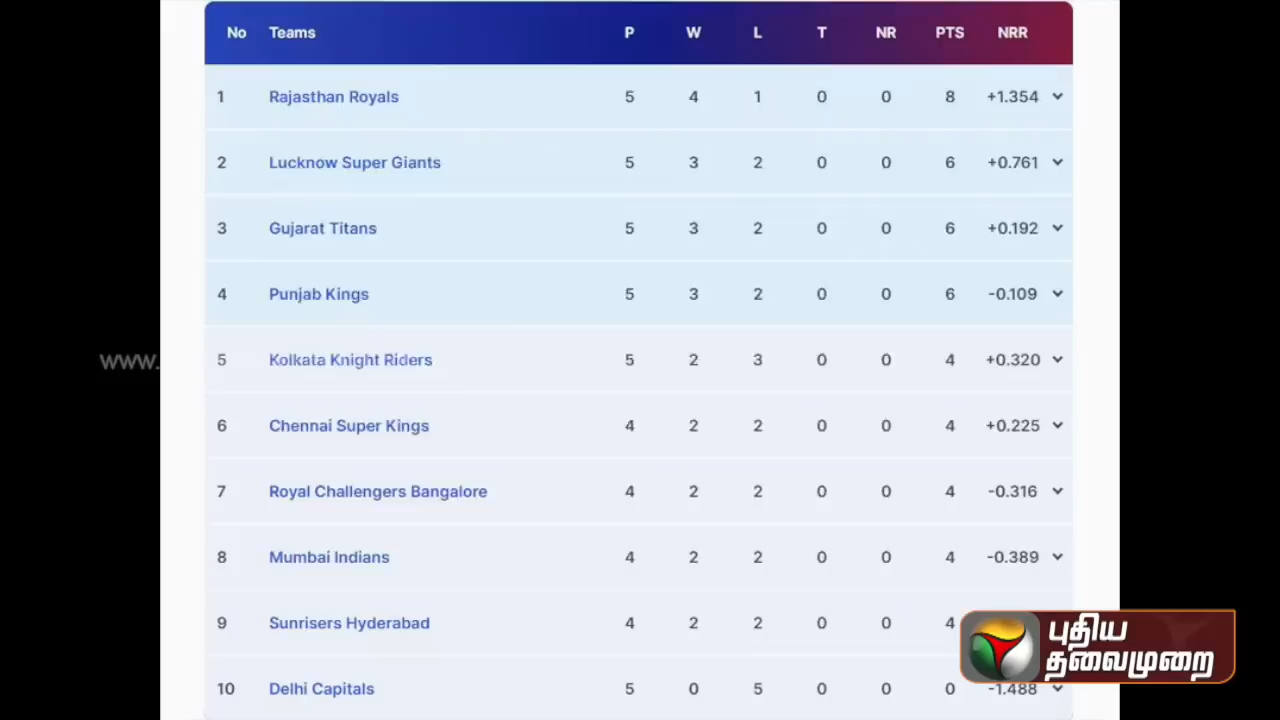 No Teams P W L T NR PTS NRR
1 Rajasthan Royals 5 4 1 0 0 8 +1.354
2 Lucknow Super Giants 5 3 2 0 0 6 +0.761
3 Gujarat Titans 5 3 2 0 0 6 +0.192
4 Punjab Kings 5 3 2 0 0 6 -0.109
www.
5 Kolkata Knight Riders 5 2 3 0 0 4 +0.320
6 Chennai Super Kings 4 2 2 0 0 4 +0.225
7 Royal Challengers Bangalore 4 2 2 0 0 4 -0.316
8 Mumbai Indians 4 2 2 0 0 4 -0.389
9 Sunrisers Hyderabad 4 2 2 0 0 4
10 Delhi Capitals 5 0 5 0 0 0 -1.488
புதிய
தலைமுறை